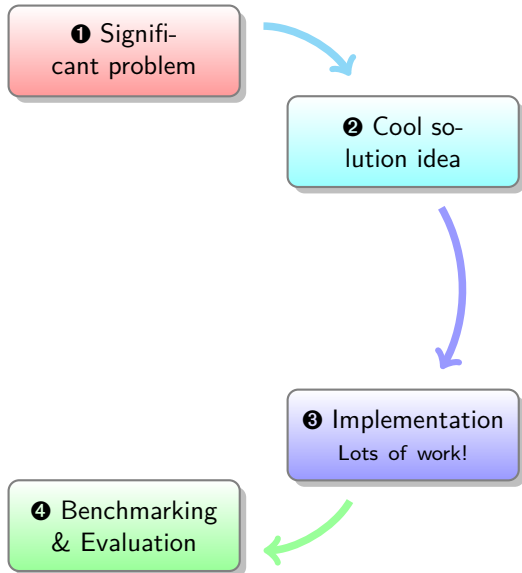 ❶ Signifi-
cant problem
❷ Cool so-
lution idea
❸ Implementation
Lots of work!
❹ Benchmarking
& Evaluation